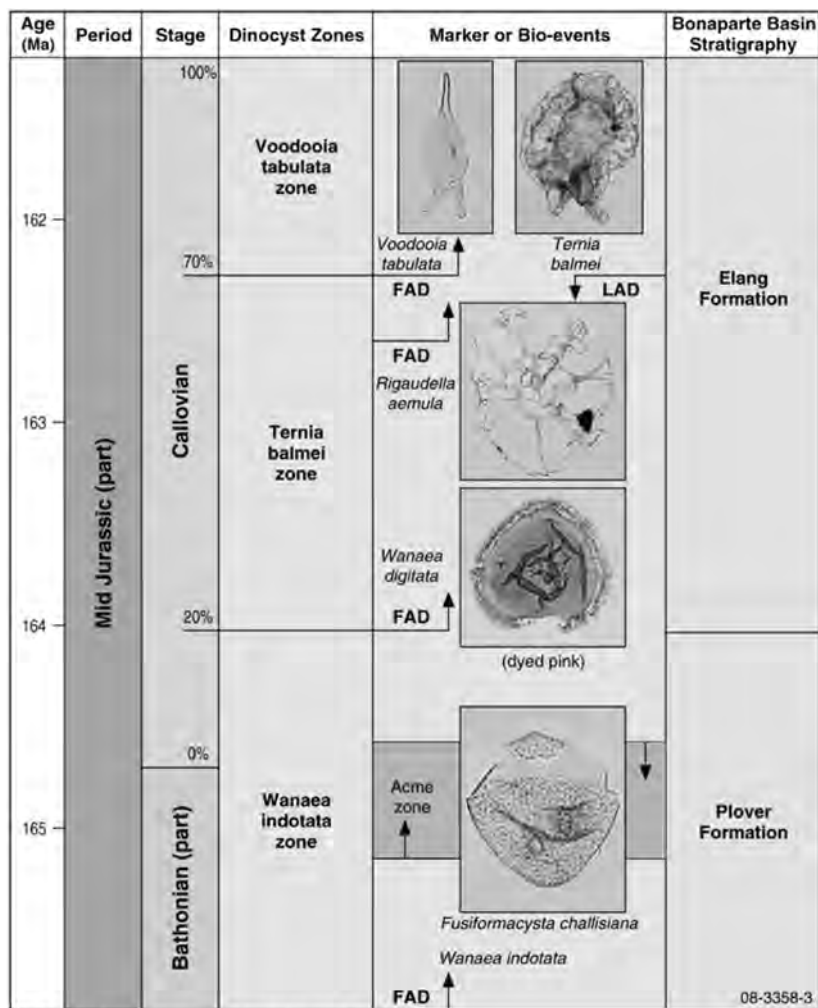 Age
(Ma)
Period
Stage
Dinocyst Zones
Marker or Bio-events
Bonaparte Basin
Stratigraphy
162
163
164
165
Mid Jurassic (part)
100%
70%
Callovian
20%
0%
Bathonian (part)
Voodooia
tabulata
zone
Ternia
balmei
zone
Wanaea
indotata
zone
Voodooia
tabulata
Ternia
balmei
FAD
LAD
FAD
Rigaudella
aemula
Wanaea
digitata
FAD
(dyed pink)
Acme
zone
Fusiformacysta challisiana
Wanaea indotata
FAD
Elang
Formation
Plover
Formation
08-3358-3